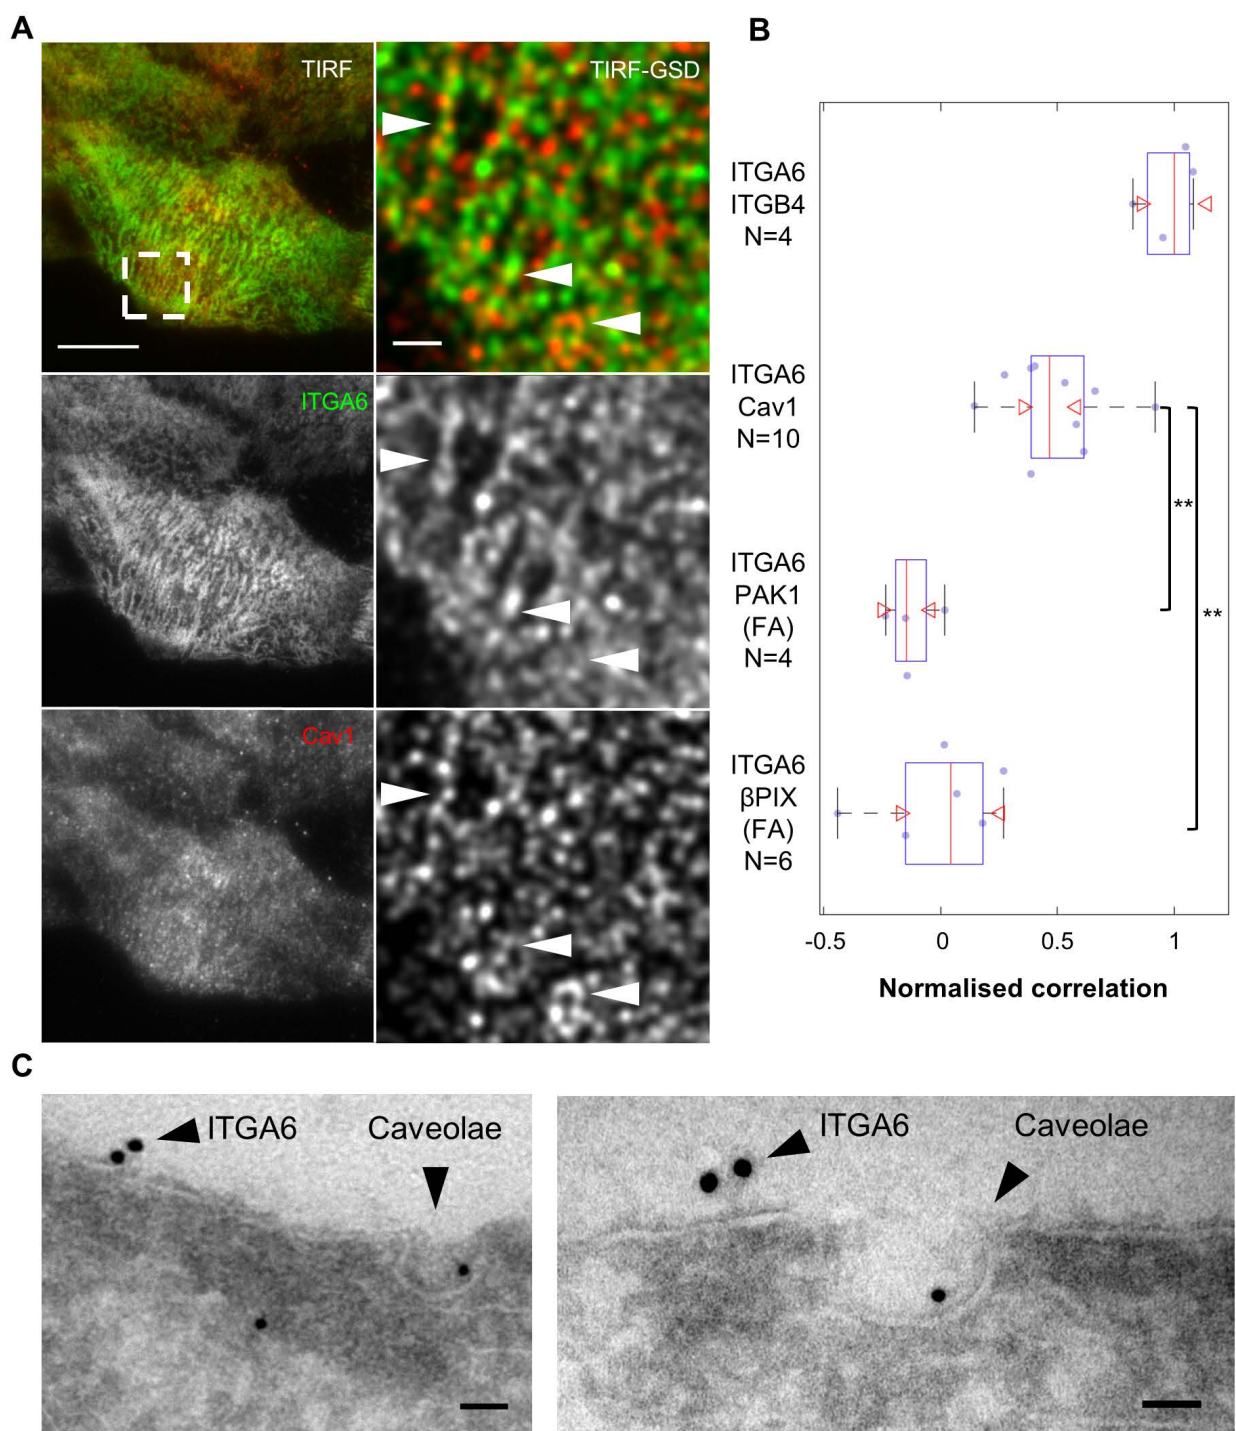 A
TIRF
TIRF-GSD
ITGA6
Cav1
B
ITGA6
ITGB4
N=4
ITGA6
Cav1
N=10
**
ITGA6
PAK1
(FA)
N=4
**
ITGA6
βPIX
(FA)
N=6
-0.5 0 0.5 1
Normalised correlation
C
ITGA6 Caveolae
ITGA6 Caveolae